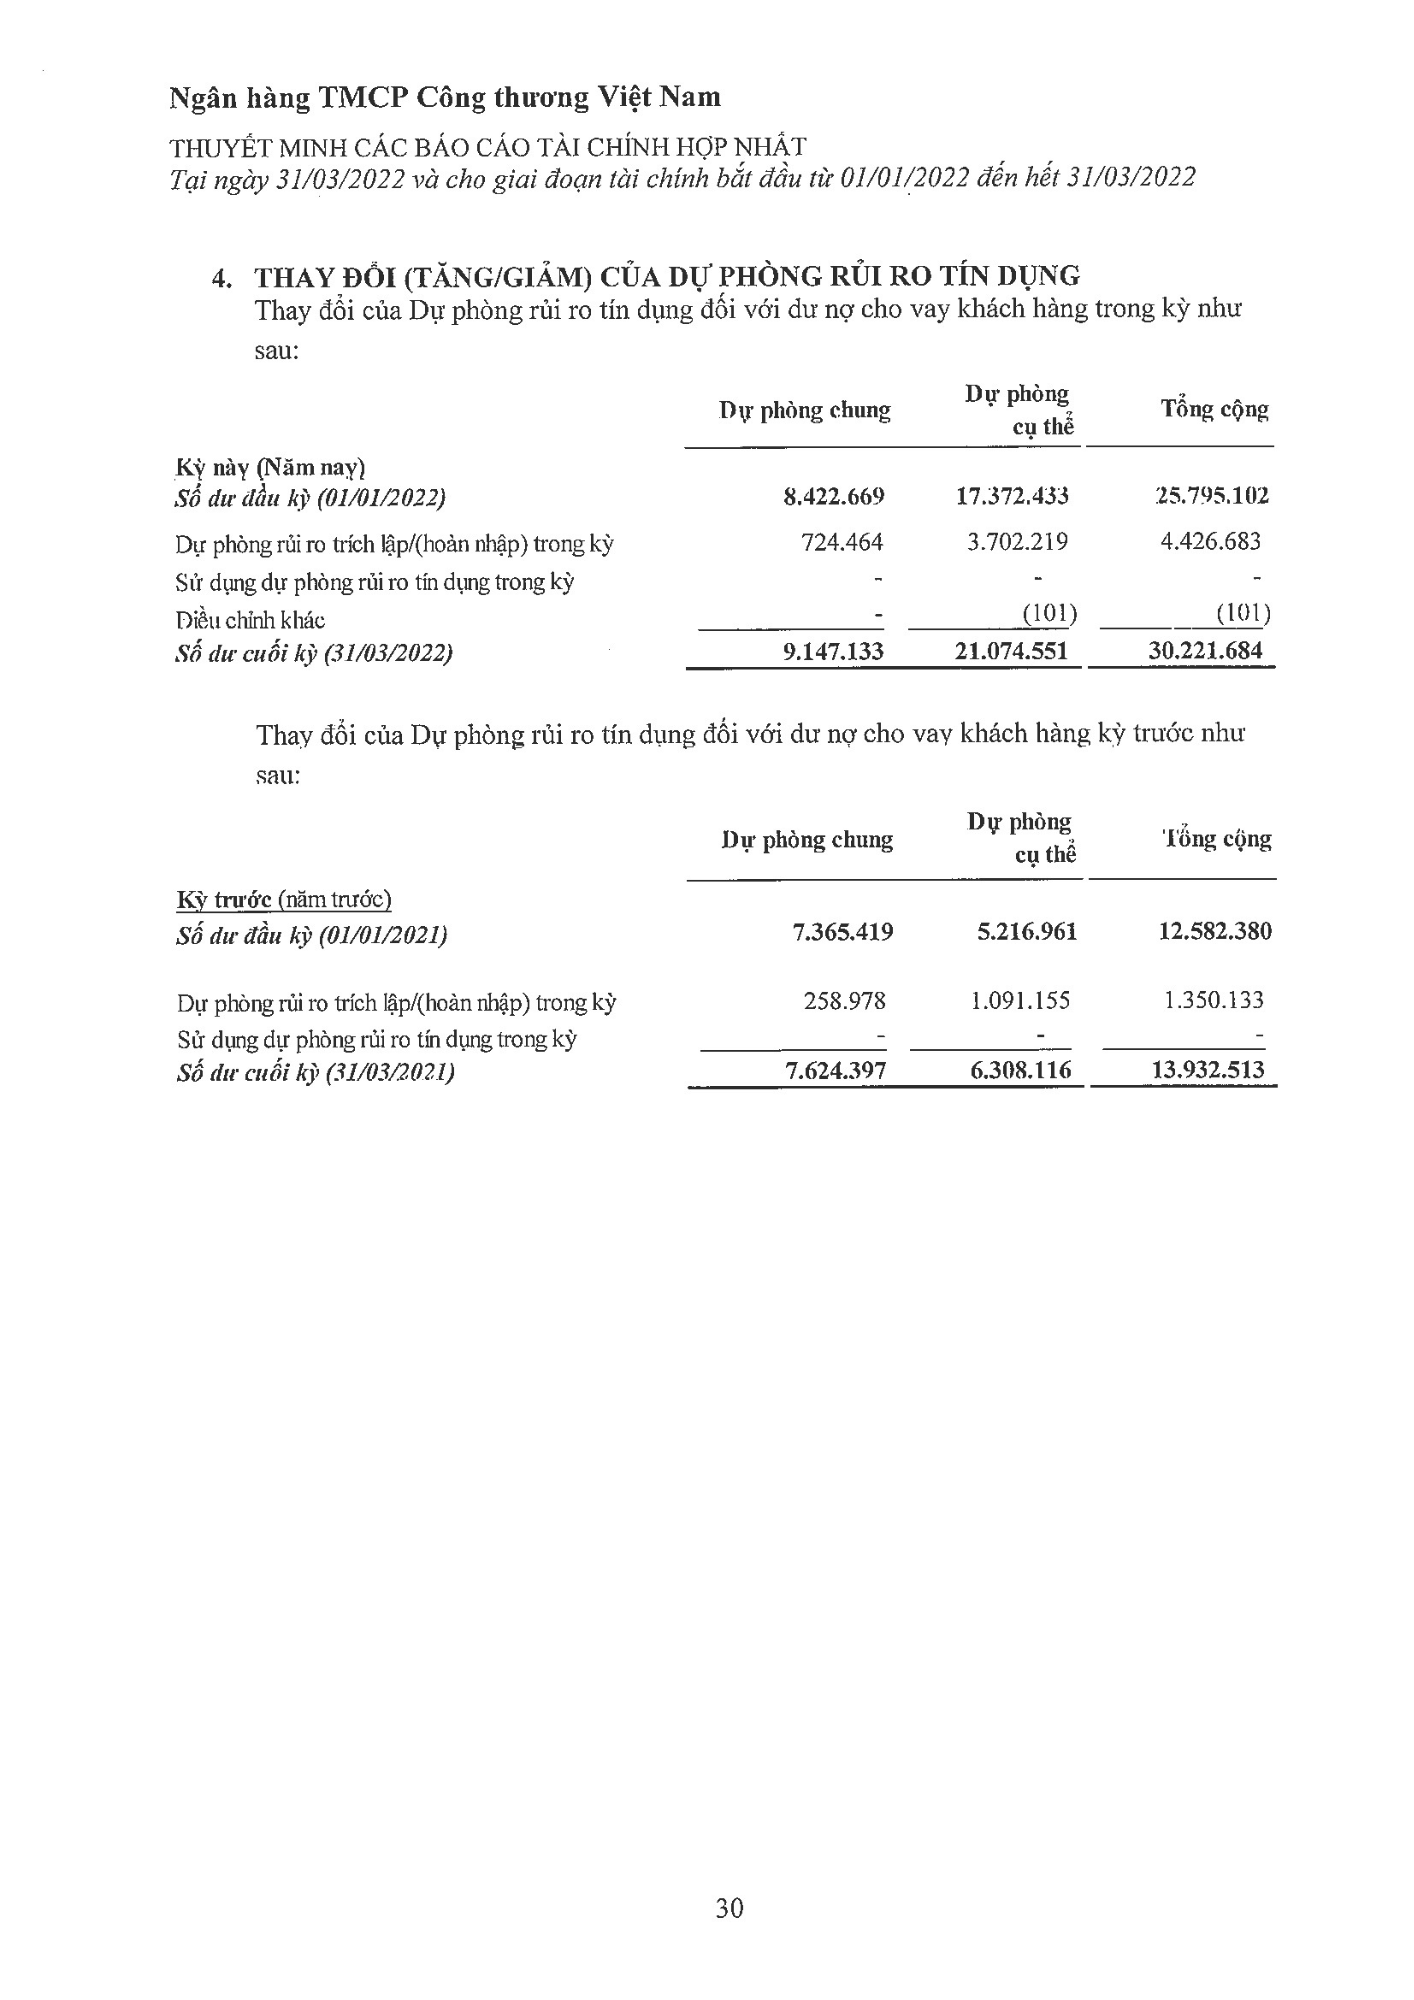 Ngân hàng TMCP Công thương Việt Nam
THUYẾT MINH CÁC BÁO CÁO TÀI CHÍNH HỢP NHẤT
Tại ngày 31/03/2022 và cho giai đoạn tài chính bắt đầu từ 01/01/2022 đến hết 31/03/2022
4. THAY ĐỔI (TĂNG/GIẢM) CỦA DỰ PHÒNG RỦI RO TÍN DỤNG
Thay đổi của Dự phòng rủi ro tín dụng đối với dư nợ cho vay khách hàng trong kỳ như
sau:
Dự phòng chung Dự phòng cụ thể Tổng cộng
Kỳ này (Năm nay)
Số dư đầu kỳ (01/01/2022) 8.422.669 17.372.433 25.795.102
Dự phòng rủi ro trích lập/(hoàn nhập) trong kỳ 724.464 3.702.219 4.426.683
Sử dụng dự phòng rủi ro tín dụng trong kỳ - - -
Điều chỉnh khác - (101) (101)
Số dư cuối kỳ (31/03/2022) 9.147.133 21.074.551 30.221.684
Thay đổi của Dự phòng rủi ro tín dụng đối với dư nợ cho vay khách hàng kỳ trước như
sau:
Dự phòng chung Dự phòng cụ thể Tổng cộng
Kỳ trước (năm trước)
Số dư đầu kỳ (01/01/2021) 7.365.419 5.216.961 12.582.380
Dự phòng rủi ro trích lập/(hoàn nhập) trong kỳ 258.978 1.091.155 1.350.133
Sử dụng dự phòng rủi ro tín dụng trong kỳ - - -
Số dư cuối kỳ (31/03/2021) 7.624.397 6.308.116 13.932.513
30